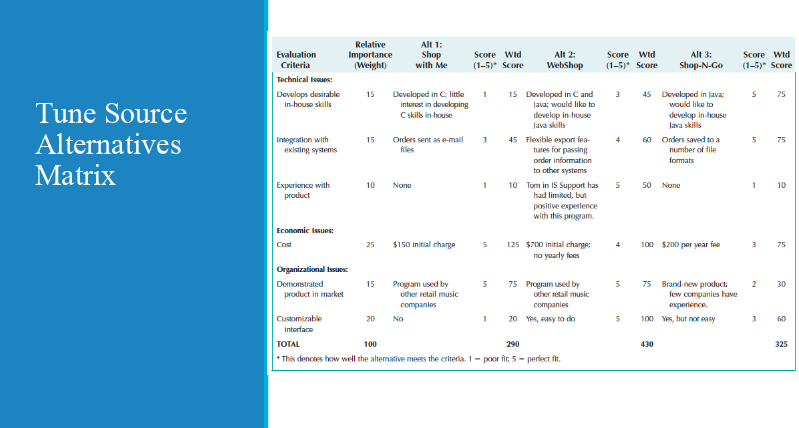 Tune Source
Alternatives
Matrix
Relative Alt 1:
Evaluation Importance Shop Score Wtd Alt 2: Score Wtd Alt 3: Score Wtd
Criteria (Weight) with Me (1–5)* Score WebShop (1–5)* Score Shop-N-Go (1–5)* Score
Technical Issues:
Develops desirable 15 Developed in C; little 1 15 Developed in C and 3 45 Developed in Java; 5 75
in-house skills interest in developing Java; would like to would like to
C skills in-house develop in-house develop in-house
Java skills Java skills
Integration with 15 Orders sent as e-mail 3 45 Flexible export fea- 4 60 Orders saved to a 5 75
existing systems files tures for passing number of file
order information formats
to other systems
Experience with 10 None 1 10 Tom in IS Support has 5 50 None 1 10
product had limited, but
positive experience
with this program.
Economic Issues:
Cost 25 $150 initial charge 5 125 $700 initial charge; 4 100 $200 per year fee 3 75
no yearly fees
Organizational Issues:
Demonstrated 15 Program used by 5 75 Program used by 5 75 Brand-new product; 2 30
product in market other retail music other retail music few companies have
companies companies experience.
Customizable 20 No 1 20 Yes, easy to do 5 100 Yes, but not easy 3 60
interface
TOTAL 100 290 430 325
* This denotes how well the alternative meets the criteria. 1 = poor fit; 5 = perfect fit.